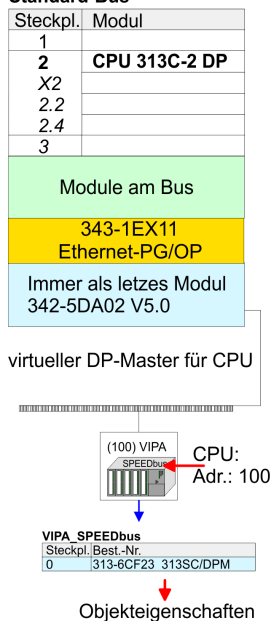 Standard-Bus
Steckpl. Modul
1
2 CPU 313C-2 DP
X2
2.2
2.4
3
Module am Bus
343-1EX11
Ethernet-PG/OP
Immer als letzes Modul
342-5DA02 V5.0
virtueller DP-Master für CPU
(100) VIPA
SPEEDbus
CPU:
Adr.: 100
VIPA_SPEEDbus
Steckpl. Best.-Nr.
0 313-6CF23 313SC/DPM
Objekteigenschaften